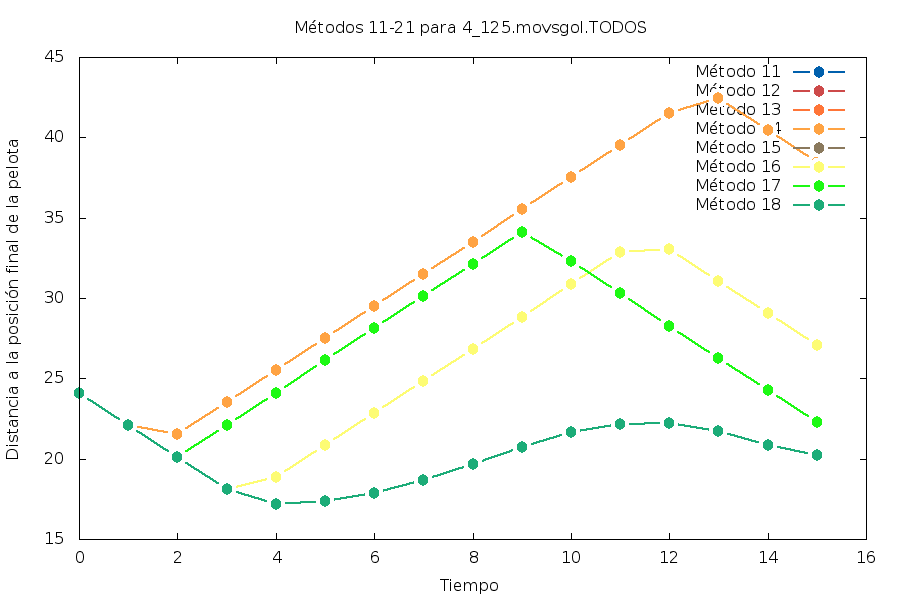 Métodos 11-21 para 4_125.movsgol.TODOS
Distancia a la posición final de la pelota
45
40
35
30
25
20
15
Método 11
Método 12
Método 13
Método
Método 15
Método 16
Método 17
Método 18
0 2 4 6 8 10 12 14 16
Tiempo